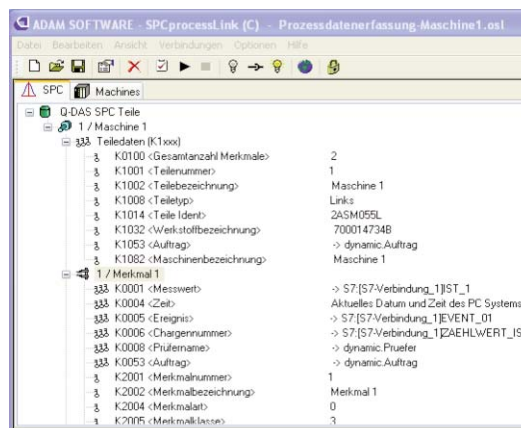 ADAM SOFTWARE - SPCprocessLink (C) - Prozessdatenerfassung-Maschine1.osl
Datei Bearbeiten Ansicht Verbindungen Optionen Hilfe
SPC Machines
Q-DAS SPC Teile
1 / Maschine 1
Teiledaten (K1xxx)
K0100 <Gesamtanzahl Merkmale> 2
K1001 <Teilenummer> 1
K1002 <Teilebezeichnung> Maschine 1
K1008 <Teiletyp> Links
K1014 <Teile Ident> 2ASM055L
K1032 <Werkstoffbezeichnung> 700014734B
K1053 <Auftrag> -> dynamic.Auftrag
K1082 <Maschinenbezeichnung> Maschine 1
1 / Merkmal 1
K0001 <Messwert> -> S7:[S7-Verbindung_1]IST_1
K0004 <Zeit> Aktuelles Datum und Zeit des PC Systems
K0005 <Ereignis> -> S7:[S7-Verbindung_1]EVENT_01
K0006 <Chargennummer> -> S7:[S7-Verbindung_1]ZAEHLWERT_IS
K0008 <Prüfername> -> dynamic.Pruefer
K0053 <Auftrag> -> dynamic.Auftrag
K2001 <Merkmalnummer> 1
K2002 <Merkmalbezeichnung> Merkmal 1
K2004 <Merkmalart> 0
K2005 <Merkmalklasse> 3